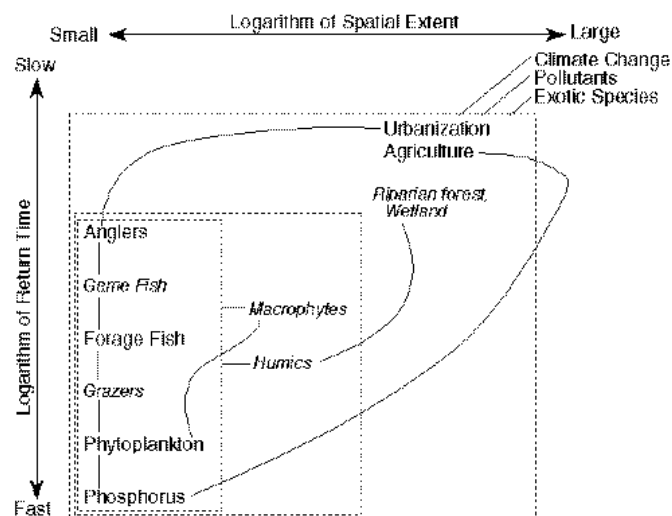 Logarithm of Spatial Extent
Small
Large
Slow
Climate Change
Pollutants
Exotic Species
Urbanization
Agriculture
Riparian forest,
Wetland
Anglers
Game Fish
Macrophytes
Forage Fish
Humics
Grazers
Phytoplankton
Phosphorus
Fast
Logarithm of Return Time